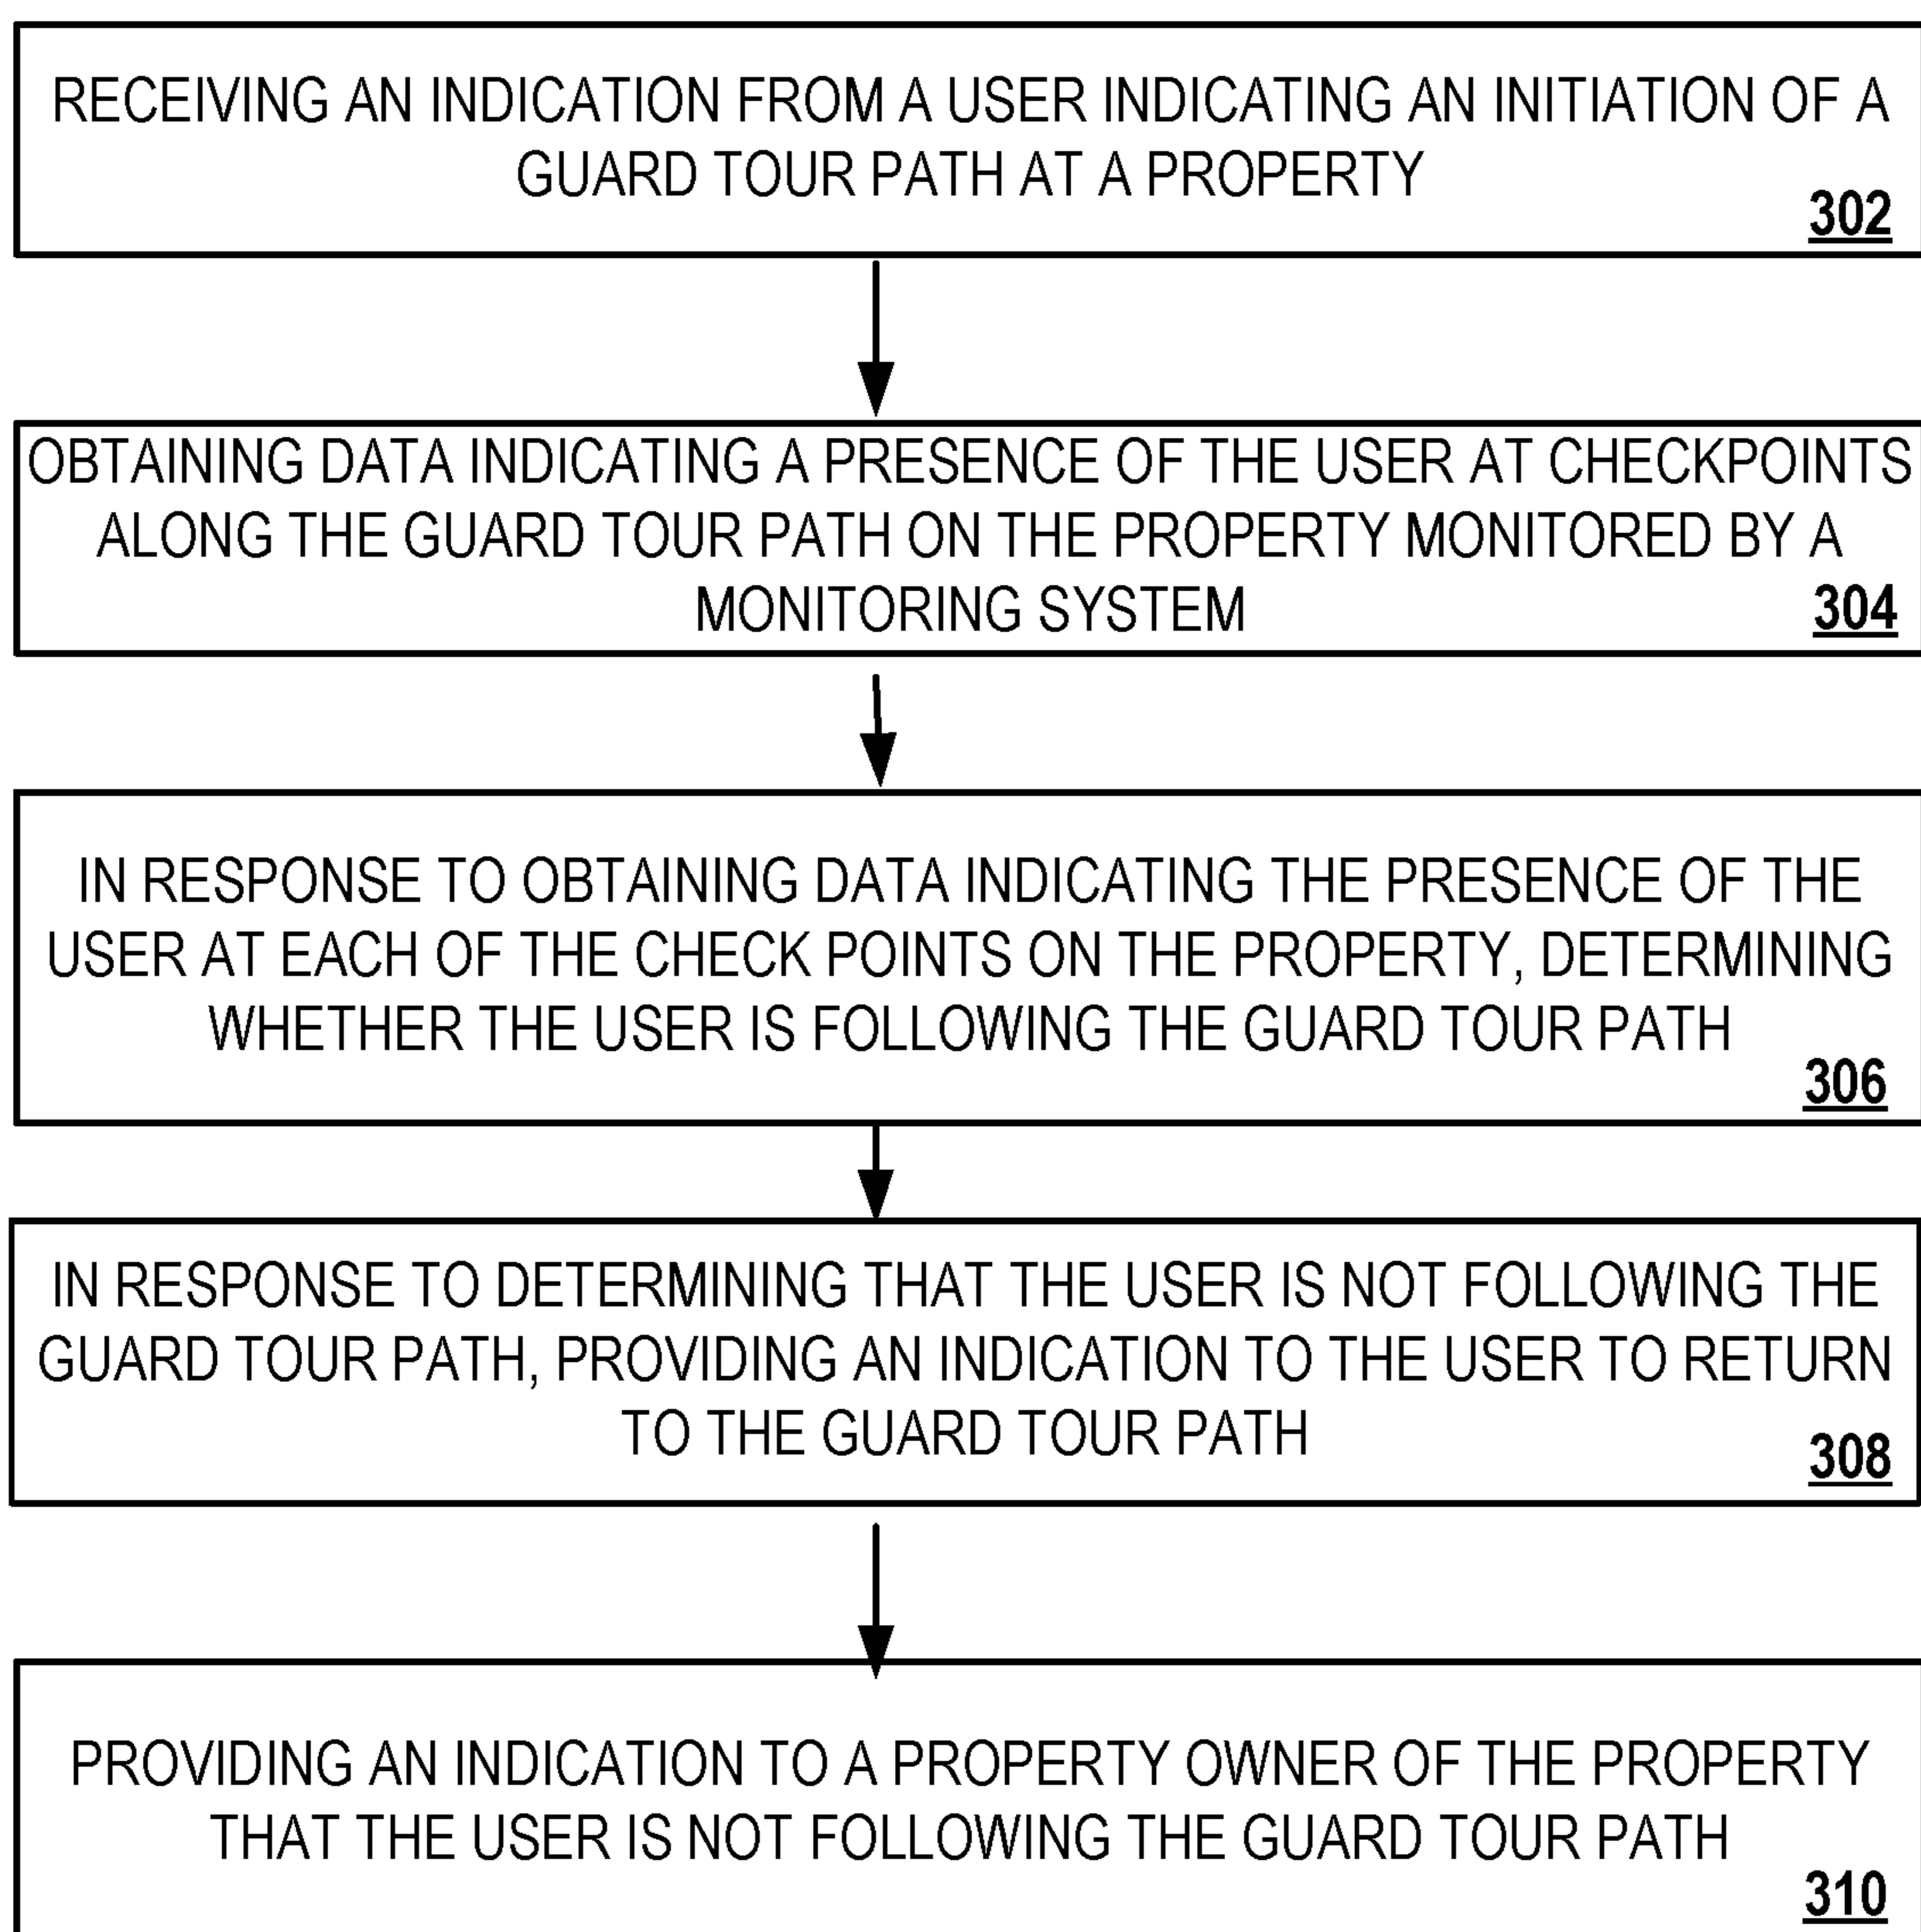 RECEIVING AN INDICATION FROM A USER INDICATING AN INITIATION OF A
GUARD TOUR PATH AT A PROPERTY
302
OBTAINING DATA INDICATING A PRESENCE OF THE USER AT CHECKPOINTS
ALONG THE GUARD TOUR PATH ON THE PROPERTY MONITORED BY A
MONITORING SYSTEM
304
IN RESPONSE TO OBTAINING DATA INDICATING THE PRESENCE OF THE
USER AT EACH OF THE CHECK POINTS ON THE PROPERTY, DETERMINING
WHETHER THE USER IS FOLLOWING THE GUARD TOUR PATH
306
IN RESPONSE TO DETERMINING THAT THE USER IS NOT FOLLOWING THE
GUARD TOUR PATH, PROVIDING AN INDICATION TO THE USER TO RETURN
TO THE GUARD TOUR PATH
308
PROVIDING AN INDICATION TO A PROPERTY OWNER OF THE PROPERTY
THAT THE USER IS NOT FOLLOWING THE GUARD TOUR PATH
310